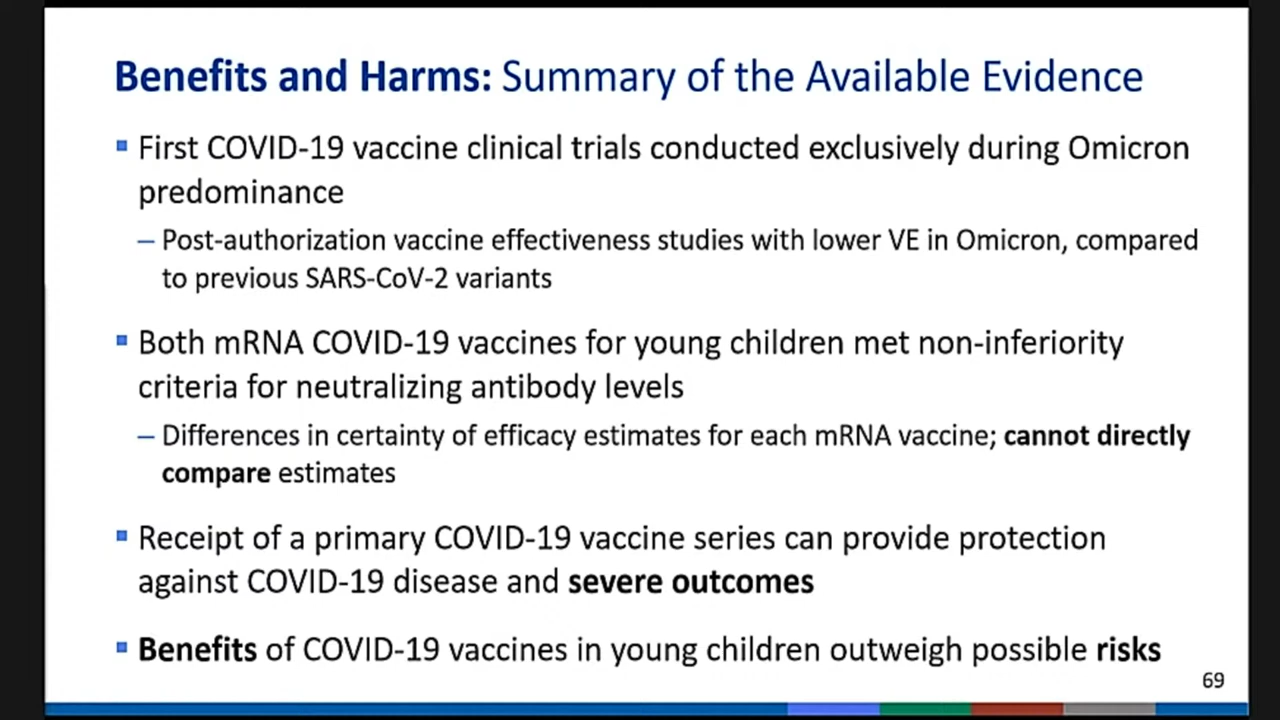 Benefits and Harms: Summary of the Available Evidence
▪ First COVID-19 vaccine clinical trials conducted exclusively during Omicron
predominance
– Post-authorization vaccine effectiveness studies with lower VE in Omicron, compared
to previous SARS-CoV-2 variants
▪ Both mRNA COVID-19 vaccines for young children met non-inferiority
criteria for neutralizing antibody levels
– Differences in certainty of efficacy estimates for each mRNA vaccine; cannot directly
compare estimates
▪ Receipt of a primary COVID-19 vaccine series can provide protection
against COVID-19 disease and severe outcomes
▪ Benefits of COVID-19 vaccines in young children outweigh possible risks
69